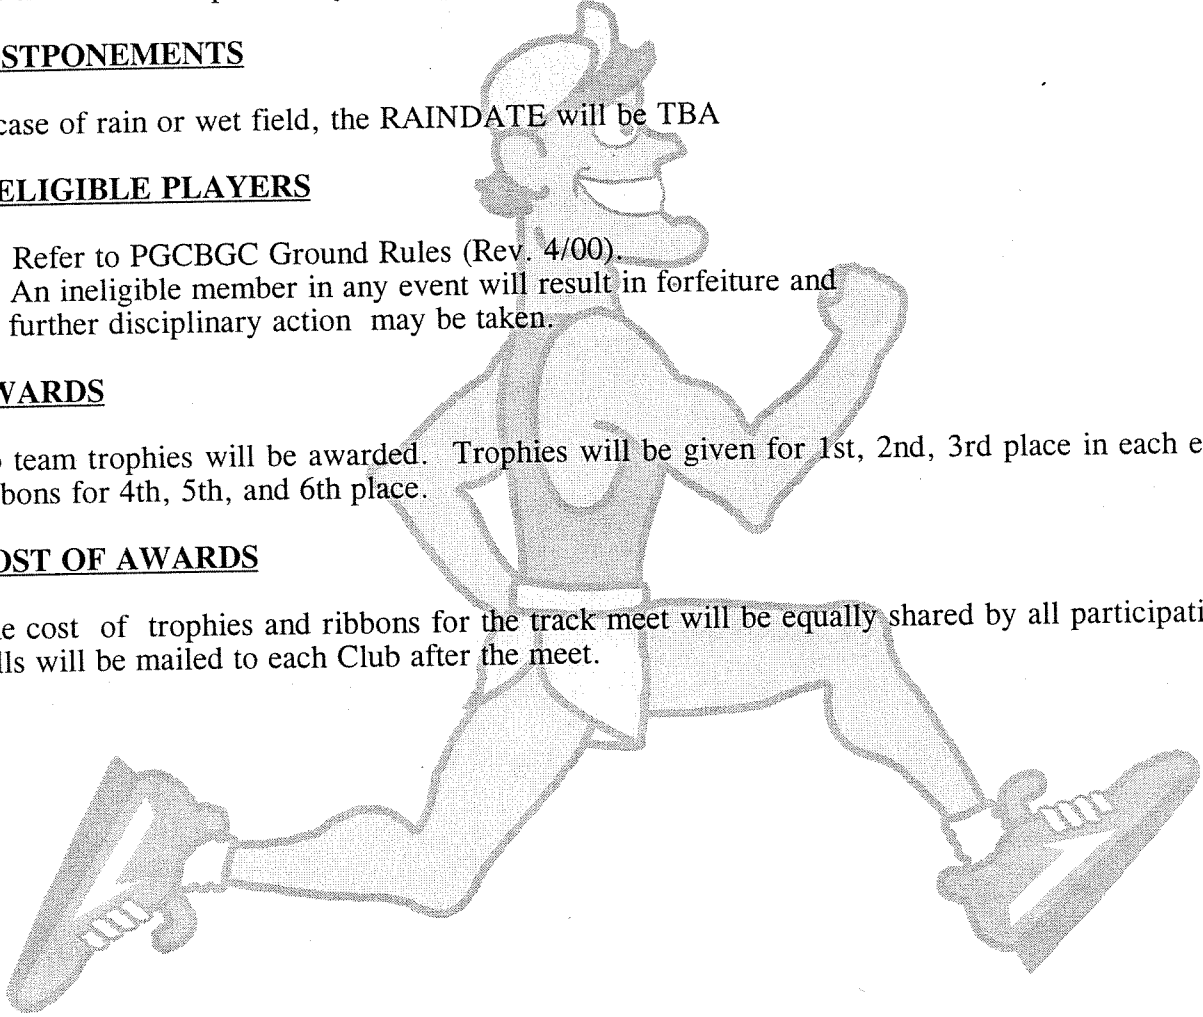 STPONEMENTS
case of rain or wet field, the RAINDATE will be TBA
ELIGIBLE PLAYERS
Refer to PGCBGC Ground Rules (Rev. 4/00).
An ineligible member in any event will result in forfeiture and
further disciplinary action may be taken.
WARDS
team trophies will be awarded. Trophies will be given for 1st, 2nd, 3rd place in each e
bons for 4th, 5th, and 6th place.
OST OF AWARDS
e cost of trophies and ribbons for the track meet will be equally shared by all participati
lls will be mailed to each Club after the meet.